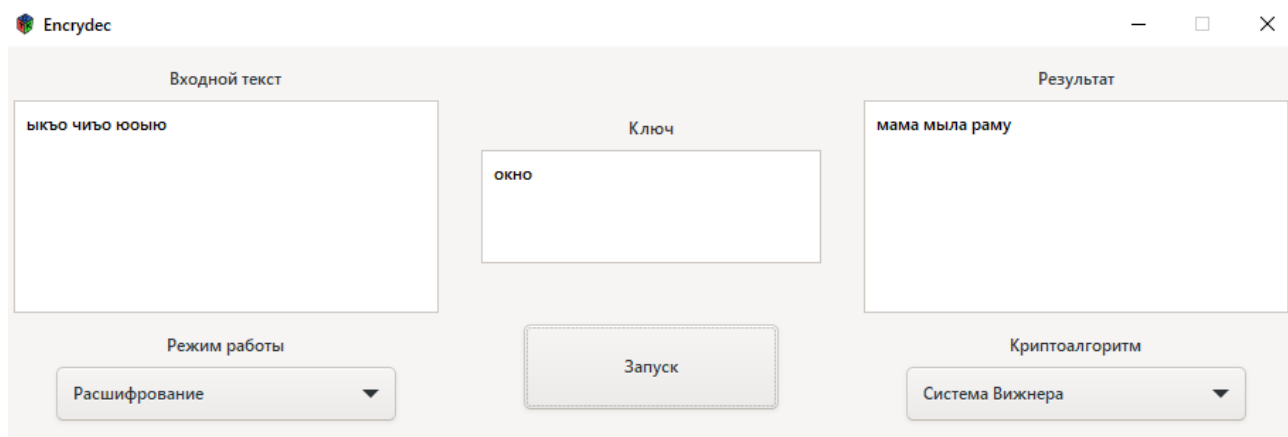 Encrydec
Входной текст
ыкъо чиъо юоыю
Ключ
окно
Результат
мама мыла раму
Режим работы
Расшифрование
Запуск
Криптоалгоритм
Система Вижнера